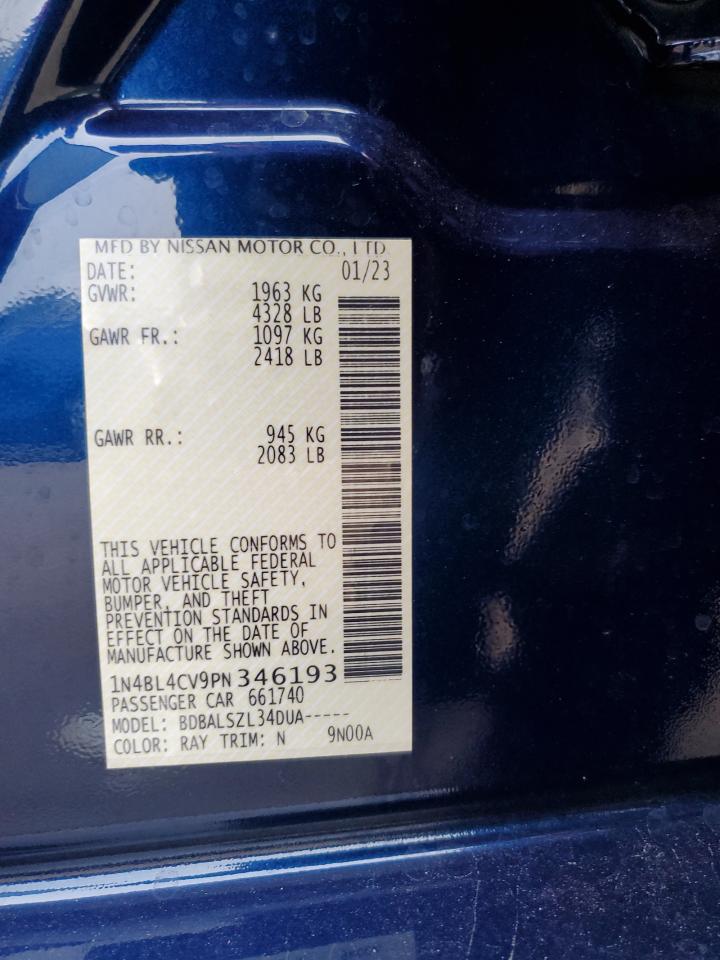 MFD BY NISSAN MOTOR CO., LTD.
DATE: 01/23
GVWR: 1963 KG
4328 LB
GAWR FR.: 1097 KG
2418 LB
GAWR RR.: 945 KG
2083 LB
THIS VEHICLE CONFORMS TO
ALL APPLICABLE FEDERAL
MOTOR VEHICLE SAFETY,
BUMPER, AND THEFT
PREVENTION STANDARDS IN
EFFECT ON THE DATE OF
MANUFACTURE SHOWN ABOVE.
1N4BL4CV9PN346193
PASSENGER CAR 661740
MODEL: BDBALSZL34DUA-----
COLOR: RAY TRIM: N 9N00A